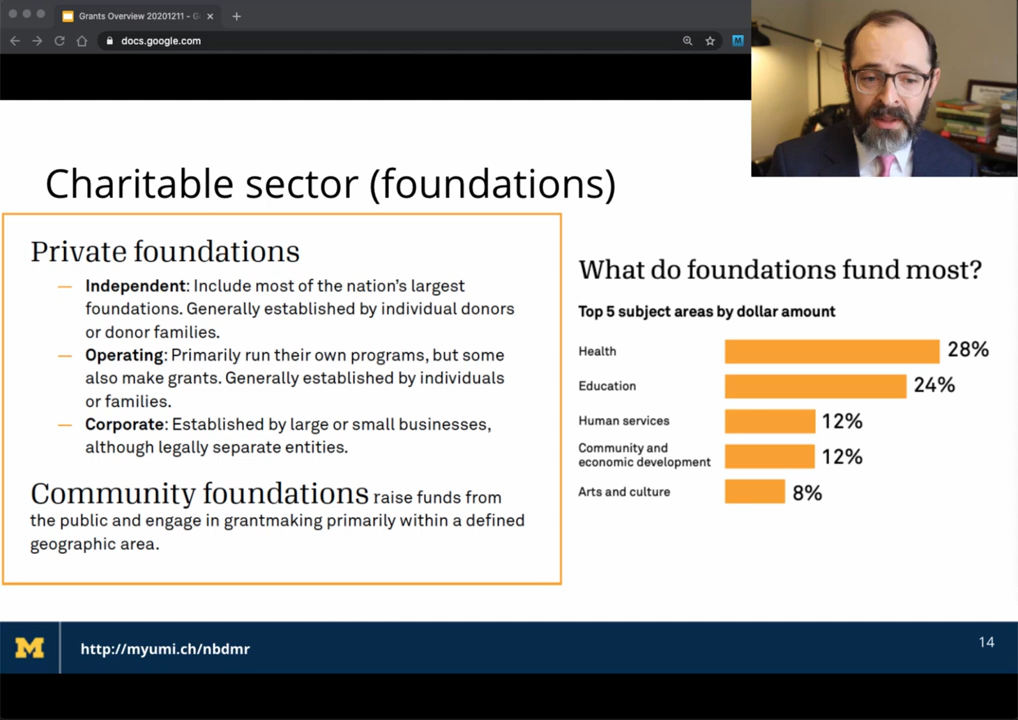 Grants Overview 20201211 - G
docs.google.com
M
Charitable sector (foundations)
Private foundations
— Independent: Include most of the nation's largest
foundations. Generally established by individual donors
or donor families.
— Operating: Primarily run their own programs, but some
also make grants. Generally established by individuals
or families.
— Corporate: Established by large or small businesses,
although legally separate entities.
Community foundations raise funds from
the public and engage in grantmaking primarily within a defined
geographic area.
What do foundations fund most?
Top 5 subject areas by dollar amount
Health 28%
Education 24%
Human services 12%
Community and
economic development 12%
Arts and culture 8%
M
http://myumi.ch/nbdmr
14